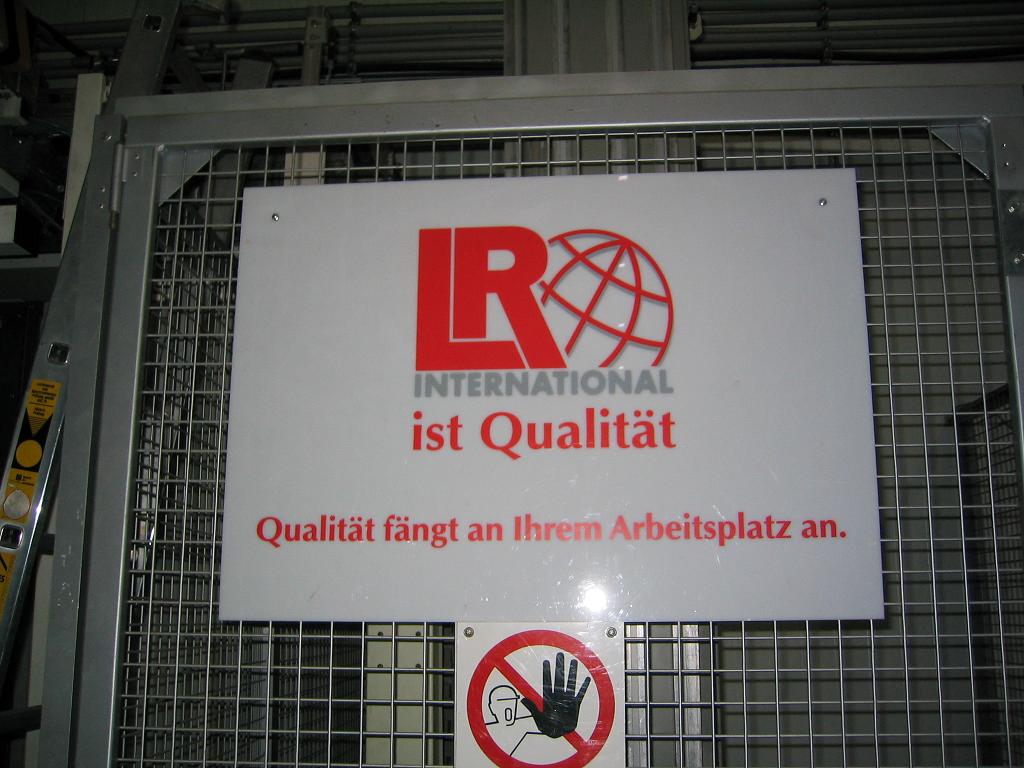 LR
INTERNATIONAL
ist Qualität
Qualität fängt an Ihrem Arbeitsplatz an.